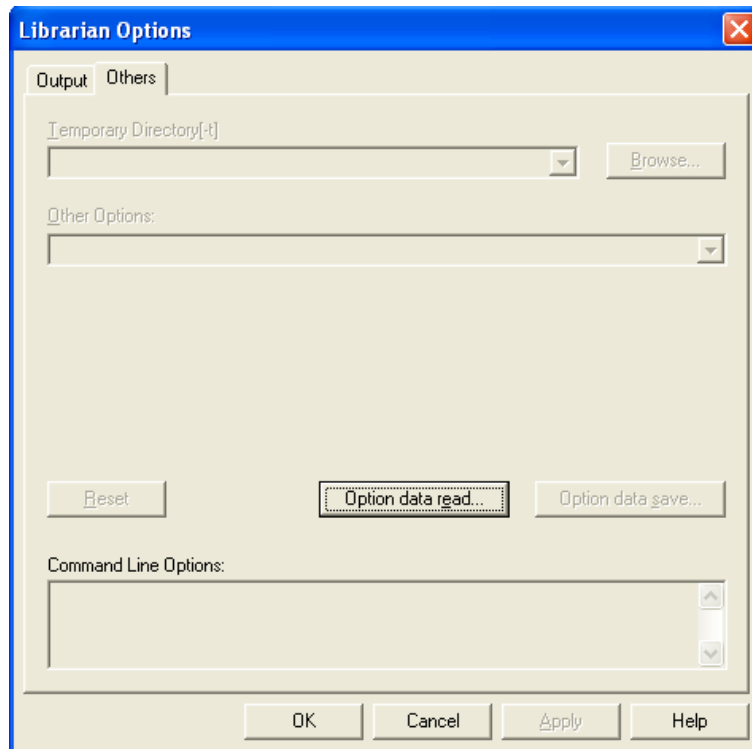 Librarian Options
Output Others
Temporary Directory[-t]
Browse...
Other Options:
Reset Option data read... Option data save...
Command Line Options:
OK Cancel Apply Help